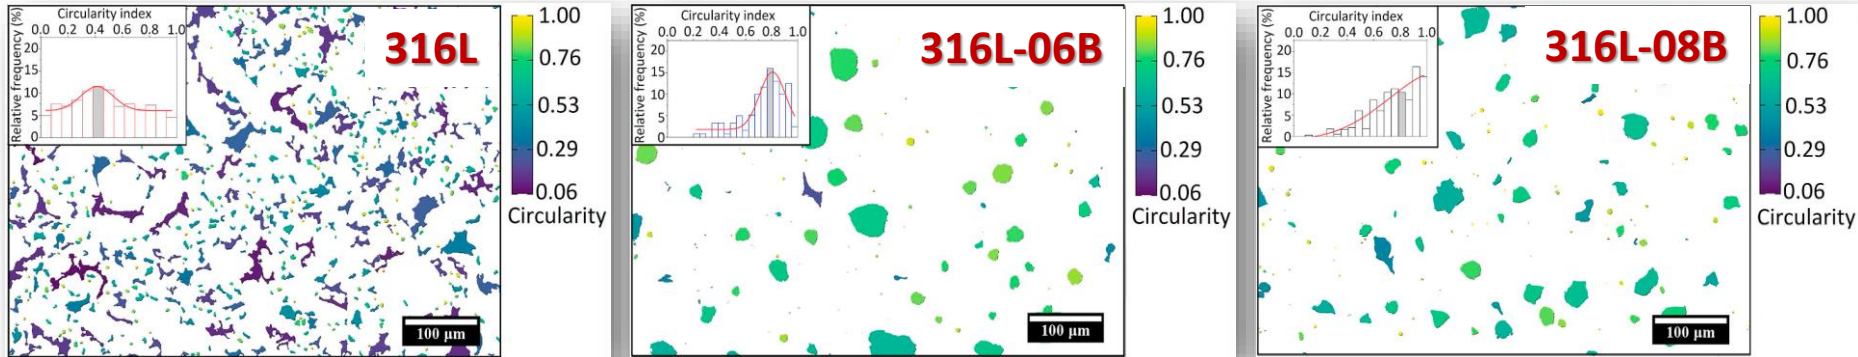 Circularity index
0.0 0.2 0.4 0.6 0.8 1.0
Relative frequency (%)
20
15
10
5
0
316L
1.00
0.76
0.53
0.29
0.06
Circularity
100 µm
Circularity index
0.0 0.2 0.4 0.6 0.8 1.0
Relative frequency (%)
20
15
10
5
0
316L-06B
1.00
0.76
0.53
0.29
0.06
Circularity
100 µm
Circularity index
0.0 0.2 0.4 0.6 0.8 1.0
Relative frequency (%)
20
15
10
5
0
316L-08B
1.00
0.76
0.53
0.29
0.06
Circularity
100 µm